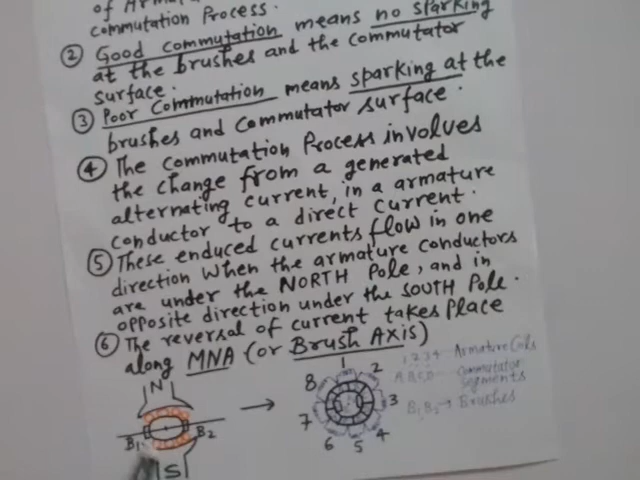 of
Commutation Process.
② Good commutation means no sparking
at the brushes and the commutator
surface.
③ Poor Commutation means sparking at the
brushes and commutator surface.
④ The commutation Process involves
the change from a generated
alternating current, in a armature
conductor to a direct current.
⑤ These enduced currents flow in one
direction when the armature conductors
are under the NORTH Pole, and in
opposite direction under the SOUTH Pole.
⑥ The reversal of current takes place
along MNA (or Brush Axis)
N
B1 B2
S
1
2
3
4
5
6
7
8
1 2 3 4 → Armature Coils
A B C D → Commutator
segments
B1 B2 → Brushes